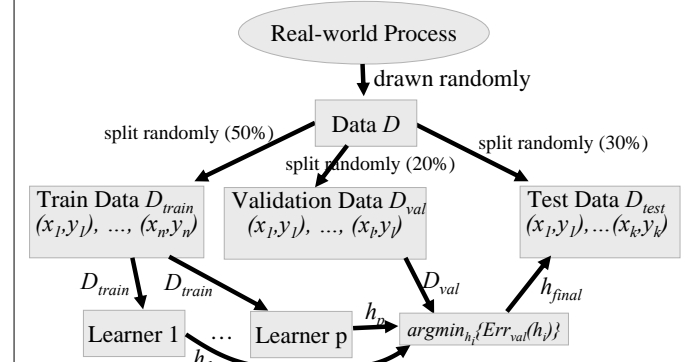 Real-world Process
drawn randomly
Data D
split randomly (50%)
split randomly (20%)
split randomly (30%)
Train Data D_train
(x_1,y_1), ..., (x_n,y_n)
Validation Data D_val
(x_1,y_1), ..., (x_l,y_l)
Test Data D_test
(x_1,y_1),...(x_k,y_k)
D_train
D_train
D_val
h_final
Learner 1
...
Learner p
h_p
argmin_{h_i}{Err_val(h_i)}